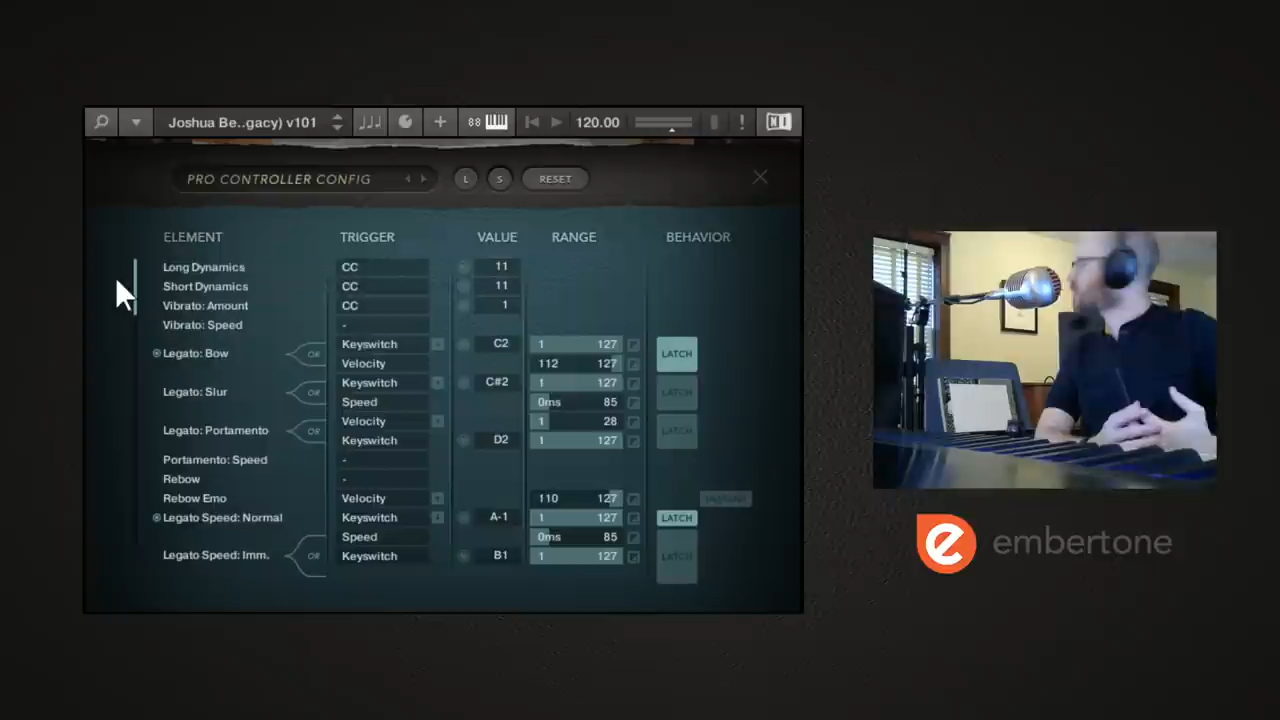 Joshua Be..gacy) v101
88
120.00
!
NI
PRO CONTROLLER CONFIG
L
S
RESET
ELEMENT TRIGGER VALUE RANGE BEHAVIOR
Long Dynamics CC 11
Short Dynamics CC 11
Vibrato: Amount CC 1
Vibrato: Speed -
Legato: Bow OR Keyswitch C2 1 127 LATCH
Velocity 112 127
Legato: Slur OR Keyswitch C#2 1 127 LATCH
Speed 0ms 85
Legato: Portamento OR Velocity 1 28 LATCH
Keyswitch D2 1 127
Portamento: Speed -
Rebow -
Rebow Emo Velocity 110 127
Legato Speed: Normal Keyswitch A-1 1 127 LATCH
Legato Speed: Imm. OR Speed 0ms 85 LATCH
Keyswitch B1 1 127
e embertone